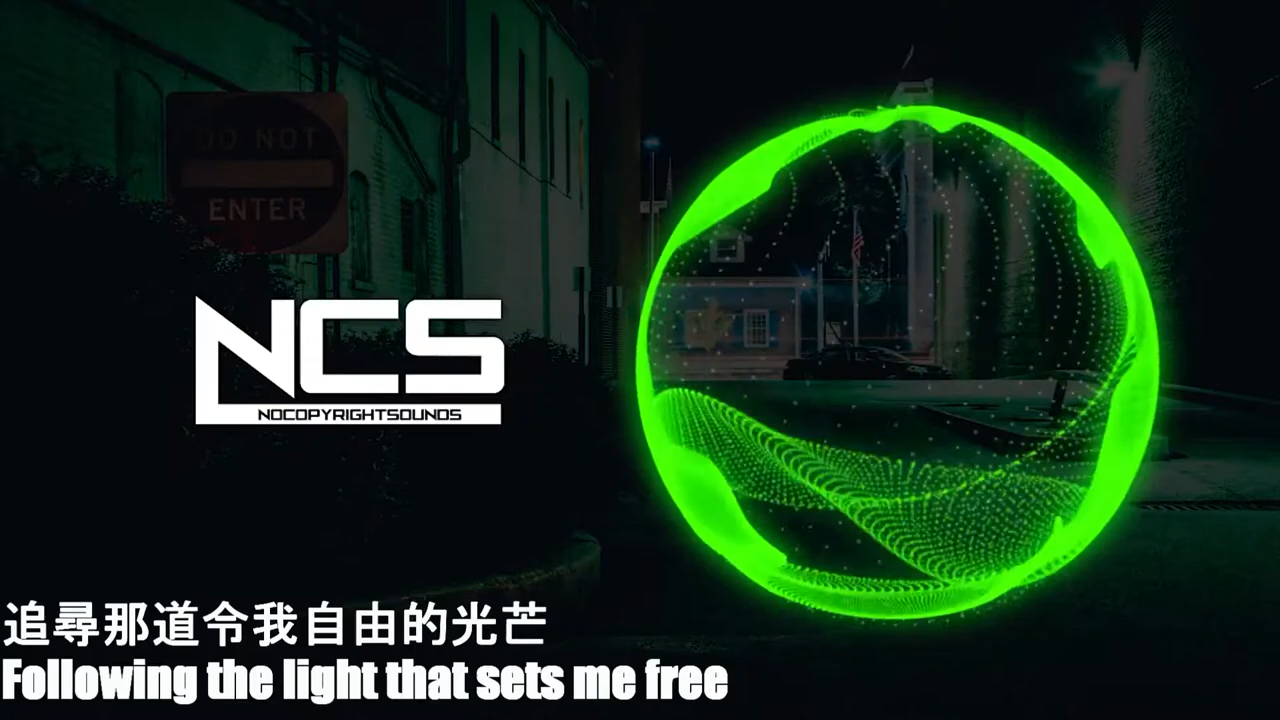 DO NOT
ENTER
NCS
NOCOPYRIGHTSOUNDS
追尋那道令我自由的光芒
Following the light that sets me free